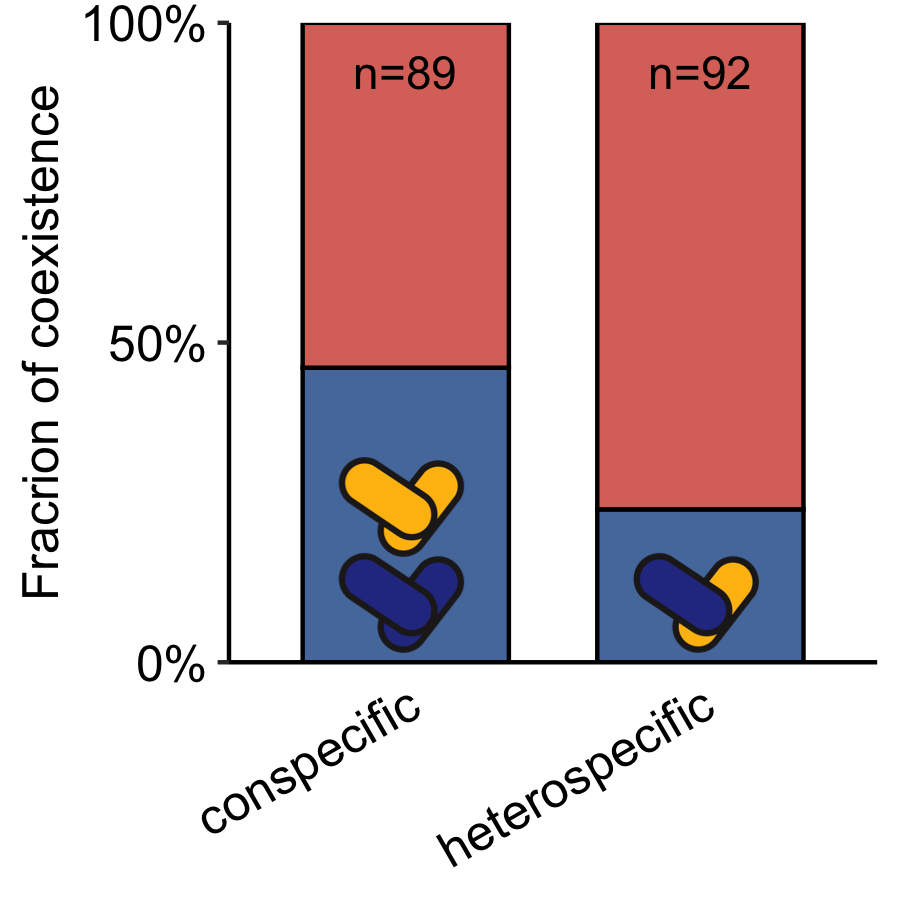 100%
n=89
n=92
50%
0%
Fracrion of coexistence
conspecific
heterospecific